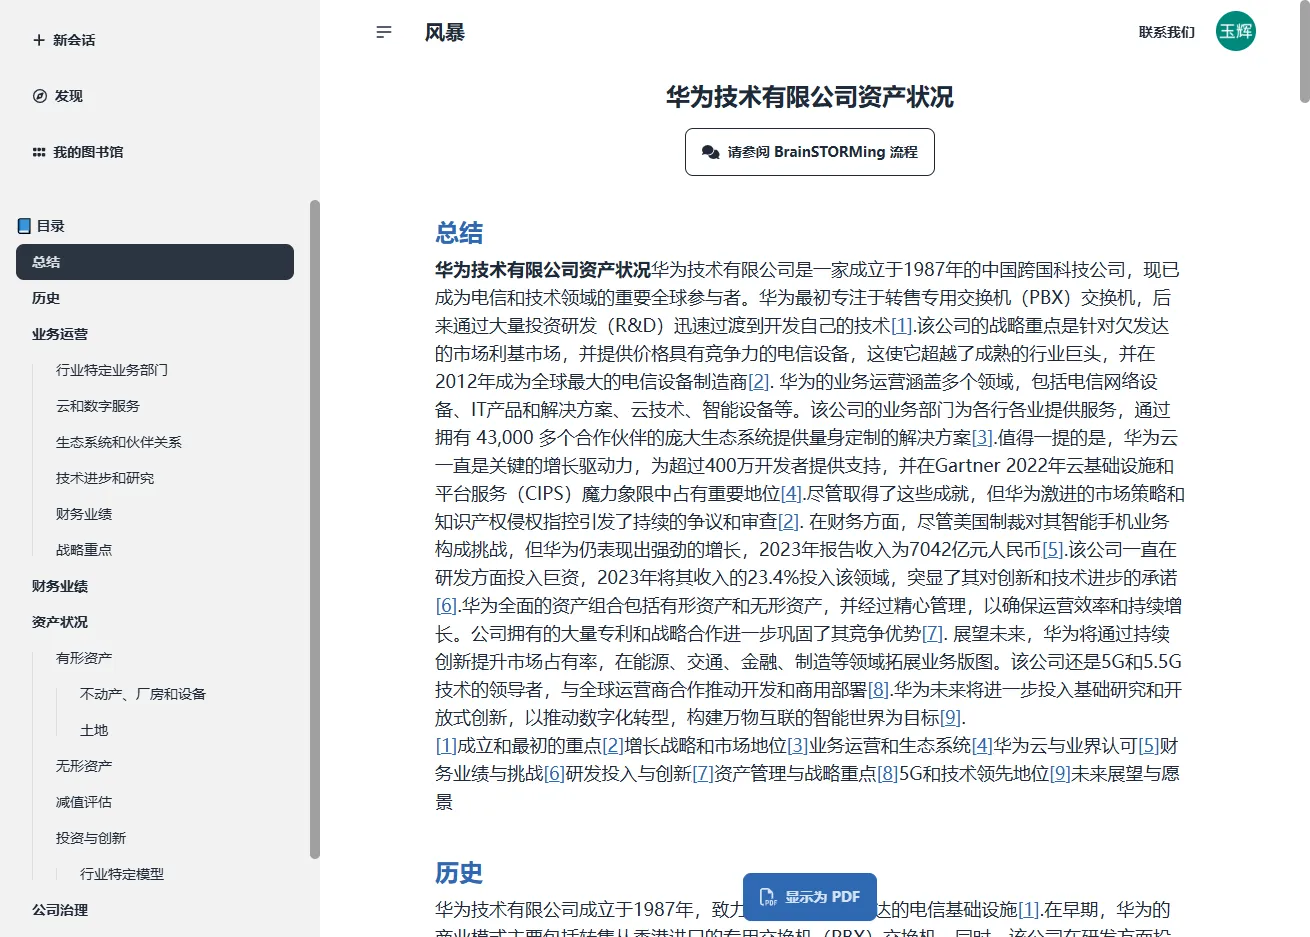 新会话
发现
我的图书馆
目录
总结
历史
业务运营
行业特定业务部门
云和数字服务
生态系统和伙伴关系
技术进步和研究
财务业绩
战略重点
财务业绩
资产状况
有形资产
不动产、厂房和设备
土地
无形资产
减值评估
投资与创新
行业特定模型
公司治理
风暴
联系我们
玉辉
华为技术有限公司资产状况
请参阅 BrainSTORMing 流程
总结
华为技术有限公司资产状况华为技术有限公司是一家成立于1987年的中国跨国科技公司，现已
成为电信和技术领域的重要全球参与者。华为最初专注于转售专用交换机（PBX）交换机，后
来通过大量投资研发（R&D）迅速过渡到开发自己的技术[1].该公司的战略重点是针对欠发达
的市场利基市场，并提供价格具有竞争力的电信设备，这使它超越了成熟的行业巨头，并在
2012年成为全球最大的电信设备制造商[2]. 华为的业务运营涵盖多个领域，包括电信网络设
备、IT产品和解决方案、云技术、智能设备等。该公司的业务部门为各行各业提供服务，通过
拥有 43,000 多个合作伙伴的庞大生态系统提供量身定制的解决方案[3].值得一提的是，华为云
一直是关键的增长驱动力，为超过400万开发者提供支持，并在Gartner 2022年云基础设施和
平台服务（CIPS）魔力象限中占有重要地位[4].尽管取得了这些成就，但华为激进的市场策略和
知识产权侵权指控引发了持续的争议和审查[2]. 在财务方面，尽管美国制裁对其智能手机业务
构成挑战，但华为仍表现出强劲的增长，2023年报告收入为7042亿元人民币[5].该公司一直在
研发方面投入巨资，2023年将其收入的23.4%投入该领域，突显了其对创新和技术进步的承诺
[6].华为全面的资产组合包括有形资产和无形资产，并经过精心管理，以确保运营效率和持续增
长。公司拥有的大量专利和战略合作进一步巩固了其竞争优势[7]. 展望未来，华为将通过持续
创新提升市场占有率，在能源、交通、金融、制造等领域拓展业务版图。该公司还是5G和5.5G
技术的领导者，与全球运营商合作推动开发和商用部署[8].华为未来将进一步投入基础研究和开
放式创新，以推动数字化转型，构建万物互联的智能世界为目标[9].
[1]成立和最初的重点[2]增长战略和市场地位[3]业务运营和生态系统[4]华为云与业界认可[5]财
务业绩与挑战[6]研发投入与创新[7]资产管理与战略重点[8]5G和技术领先地位[9]未来展望与愿
景
历史
华为技术有限公司成立于1987年，致力 达的电信基础设施[1].在早期，华为的
显示为 PDF
商业模式主要包括转售从香港进口的专用交换机（PBX）交换机。同时，该公司在研发方面投